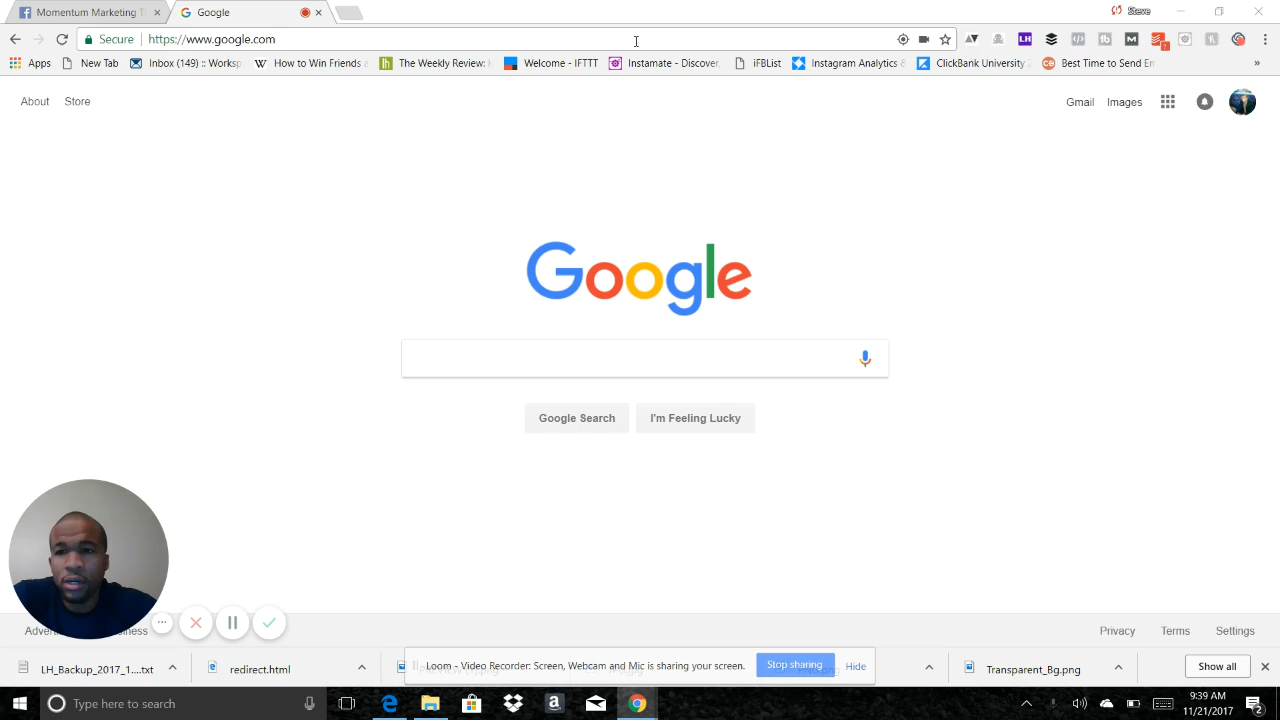 Momentum Marketing T
Google
Steve
Secure
https://www.google.com
Apps
New Tab
Inbox (149) :: Works
How to Win Friends
The Weekly Review:
Welcome - IFTTT
Instamate - Discover
iFBList
Instagram Analytics &
ClickBank University
Best Time to Send Em
»
About
Store
Gmail
Images
Google
Google Search
I'm Feeling Lucky
Privacy
Terms
Settings
LH_Backup_2017_1....txt
redirect.html
Loom - Video Recorder: Screen, Webcam and Mic is sharing your screen.
Stop sharing
Hide
Transparent_Bg.png
Show all
Type here to search
9:39 AM
11/21/2017
2